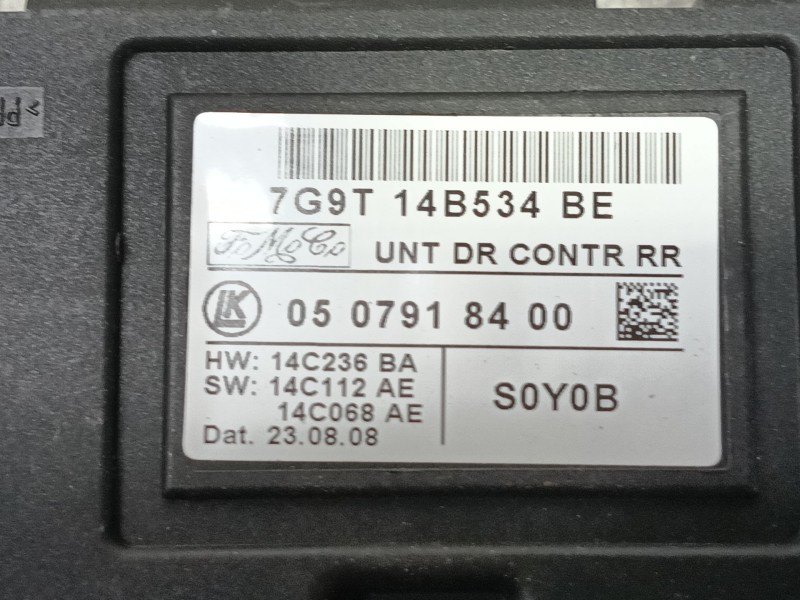 7G9T 14B534 BE
FoMoCo
UNT DR CONTR RR
LK
05 0791 84 00
HW: 14C236 BA
SW: 14C112 AE
14C068 AE
Dat. 23.08.08
S0Y0B